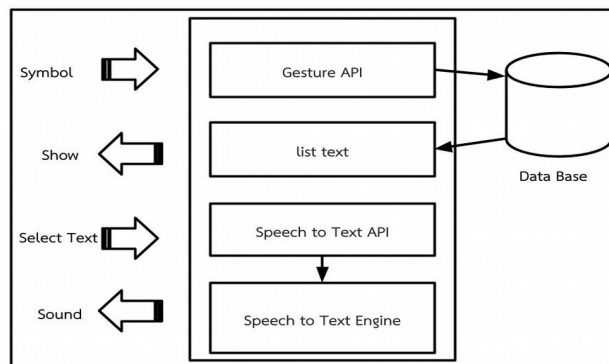 Symbol
Gesture API
Show
list text
Data Base
Select Text
Speech to Text API
Sound
Speech to Text Engine